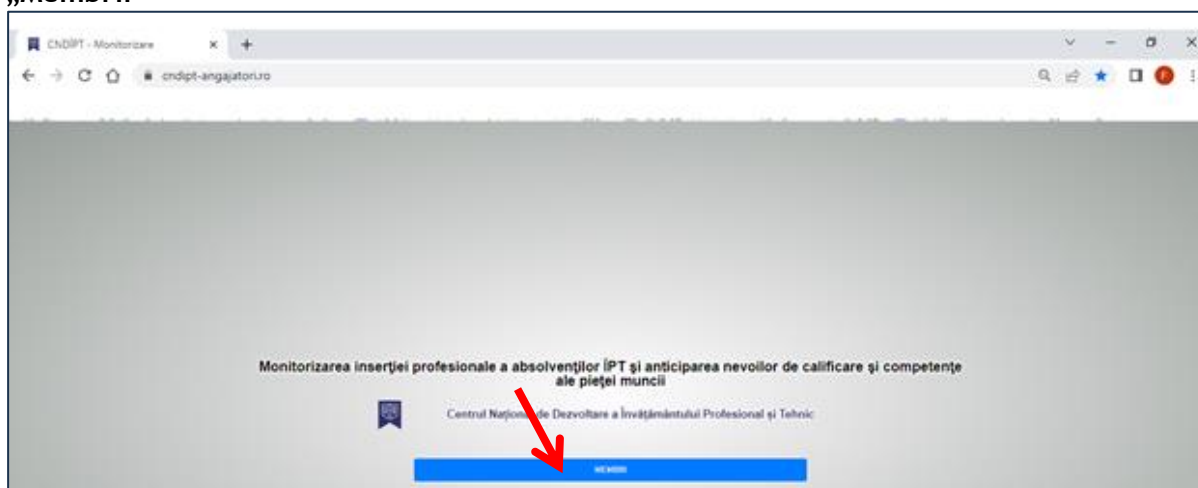 CNDIPT - Monitorizare
cndipt-angajatori.ro
Monitorizarea inserţiei profesionale a absolvenţilor ÎPT şi anticiparea nevoilor de calificare şi competenţe
ale pieţei muncii
Centrul Naţional de Dezvoltare a Învăţământului Profesional şi Tehnic
MEMBRI